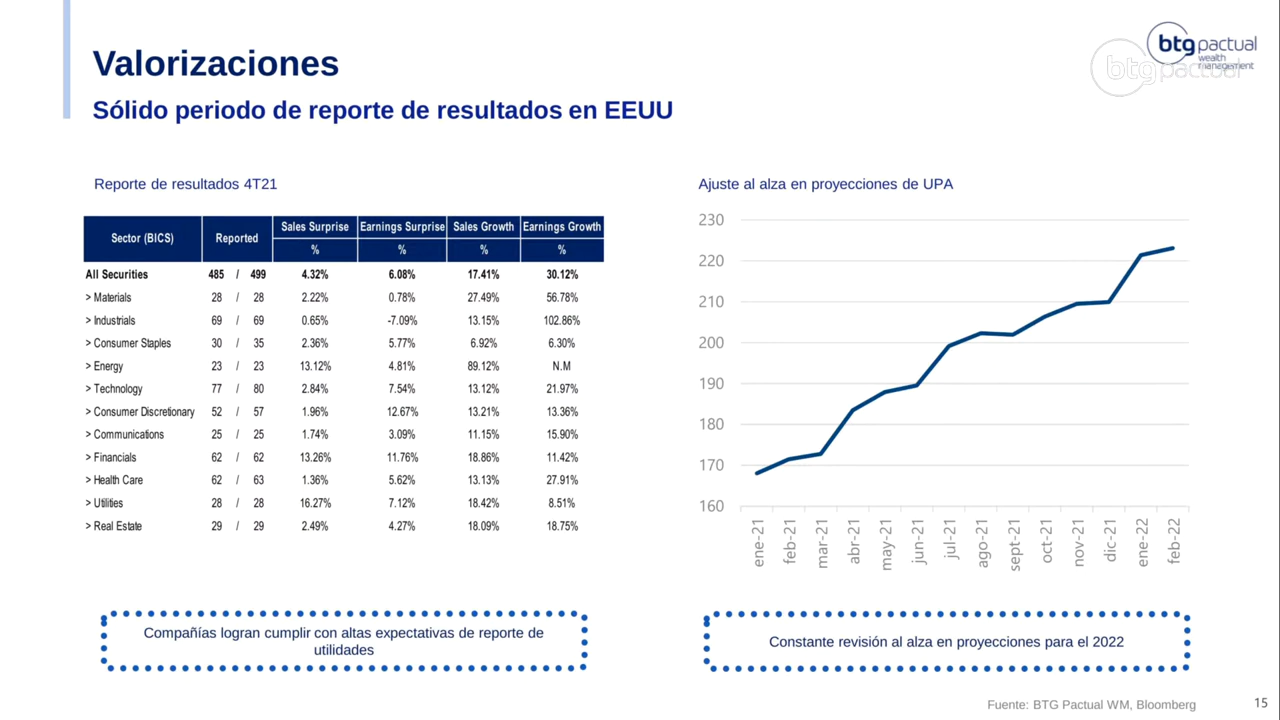 Valorizaciones
Sólido periodo de reporte de resultados en EEUU
btg pactual
wealth
management
btg pactual
Reporte de resultados 4T21
Sector (BICS) Reported Sales Surprise Earnings Surprise Sales Growth Earnings Growth
% % % %
All Securities 485 / 499 4.32% 6.08% 17.41% 30.12%
> Materials 28 / 28 2.22% 0.78% 27.49% 56.78%
> Industrials 69 / 69 0.65% -7.09% 13.15% 102.86%
> Consumer Staples 30 / 35 2.36% 5.77% 6.92% 6.30%
> Energy 23 / 23 13.12% 4.81% 89.12% N.M
> Technology 77 / 80 2.84% 7.54% 13.12% 21.97%
> Consumer Discretionary 52 / 57 1.96% 12.67% 13.21% 13.36%
> Communications 25 / 25 1.74% 3.09% 11.15% 15.90%
> Financials 62 / 62 13.26% 11.76% 18.86% 11.42%
> Health Care 62 / 63 1.36% 5.62% 13.13% 27.91%
> Utilities 28 / 28 16.27% 7.12% 18.42% 8.51%
> Real Estate 29 / 29 2.49% 4.27% 18.09% 18.75%
Compañías logran cumplir con altas expectativas de reporte de
utilidades
Ajuste al alza en proyecciones de UPA
230
220
210
200
190
180
170
160
ene-21
feb-21
mar-21
abr-21
may-21
jun-21
jul-21
ago-21
sept-21
oct-21
nov-21
dic-21
ene-22
feb-22
Constante revisión al alza en proyecciones para el 2022
Fuente: BTG Pactual WM, Bloomberg
15